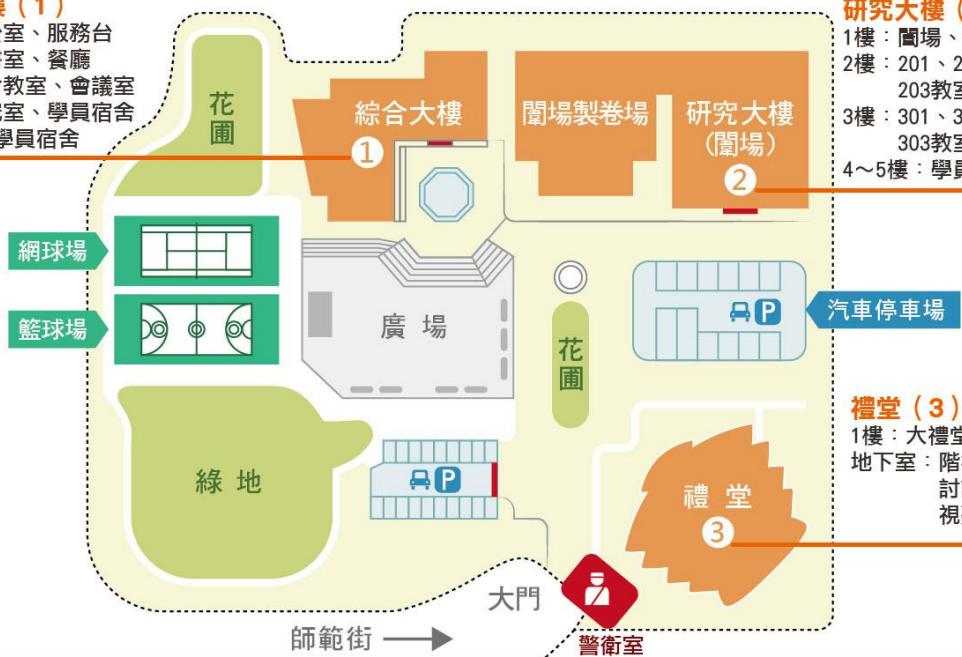 樓（1）
室、服務台
室、餐廳
教室、會議室
室、學員宿舍
學員宿舍
研究大樓（
1樓：闈場、
2樓：201、2
203教室
3樓：301、3
303教室
4～5樓：學員
花圃
綜合大樓
1
闈場製卷場
研究大樓
(闈場)
2
網球場
籃球場
廣場
花圃
P
汽車停車場
綠地
P
禮堂（3）
1樓：大禮堂
地下室：階
討
視
禮堂
3
大門
師範街
警衛室